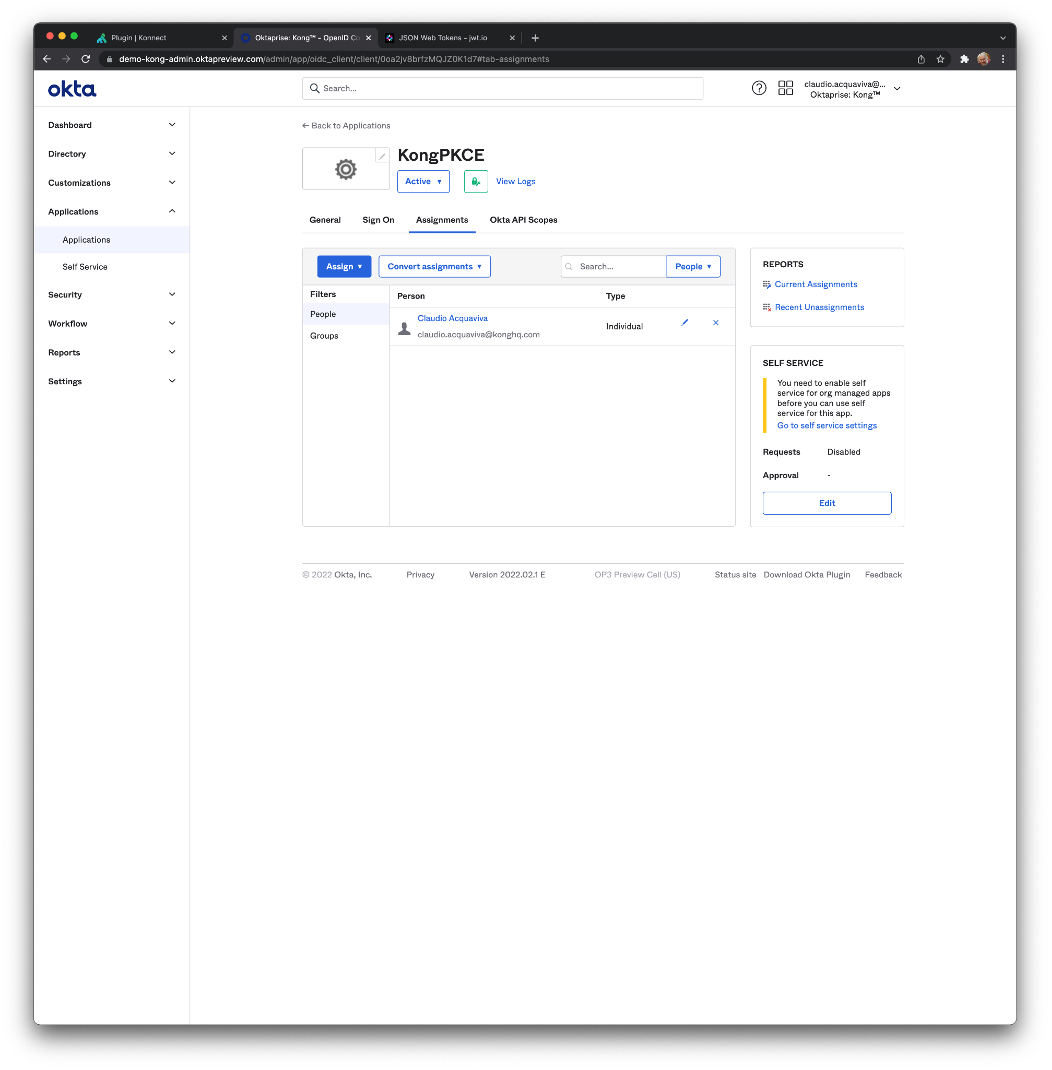 Plugin | Konnect
Oktaprise: Kong™ - OpenID Co
JSON Web Tokens - jwt.io
demo-kong-admin.oktapreview.com/admin/app/oidc_client/client/0oa2jv8brfzMQJZ0K1d7#tab-assignments
okta
Search...
claudio.acquaviva@...
Oktaprise: Kong™
Dashboard
Directory
Customizations
Applications
Applications
Self Service
Security
Workflow
Reports
Settings
← Back to Applications
KongPKCE
Active
View Logs
General Sign On Assignments Okta API Scopes
Assign Convert assignments Search... People
Filters
People
Groups
Person Type
Claudio Acquaviva
claudio.acquaviva@konghq.com
Individual
REPORTS
Current Assignments
Recent Unassignments
SELF SERVICE
You need to enable self
service for org managed apps
before you can use self
service for this app.
Go to self service settings
Requests Disabled
Approval -
Edit
© 2022 Okta, Inc. Privacy Version 2022.02.1 E OP3 Preview Cell (US) Status site Download Okta Plugin Feedback